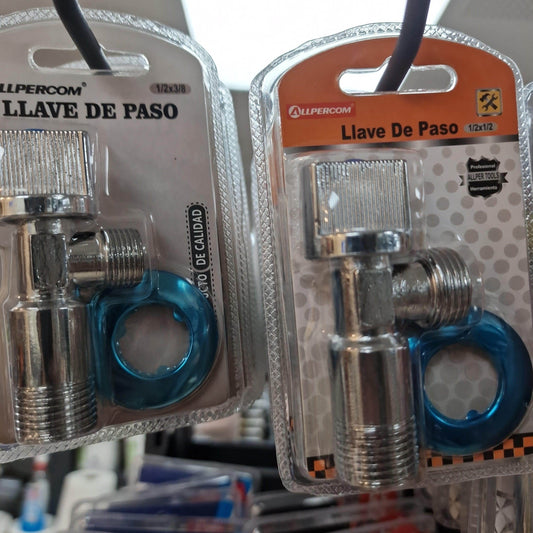 ALLPERCOM®
1/2x3/8
LLAVE DE PASO
DE CALIDAD
ALLPERCOM®
Llave De Paso 1/2x1/2
Professional
ALLPER TOOLS
Herramienta